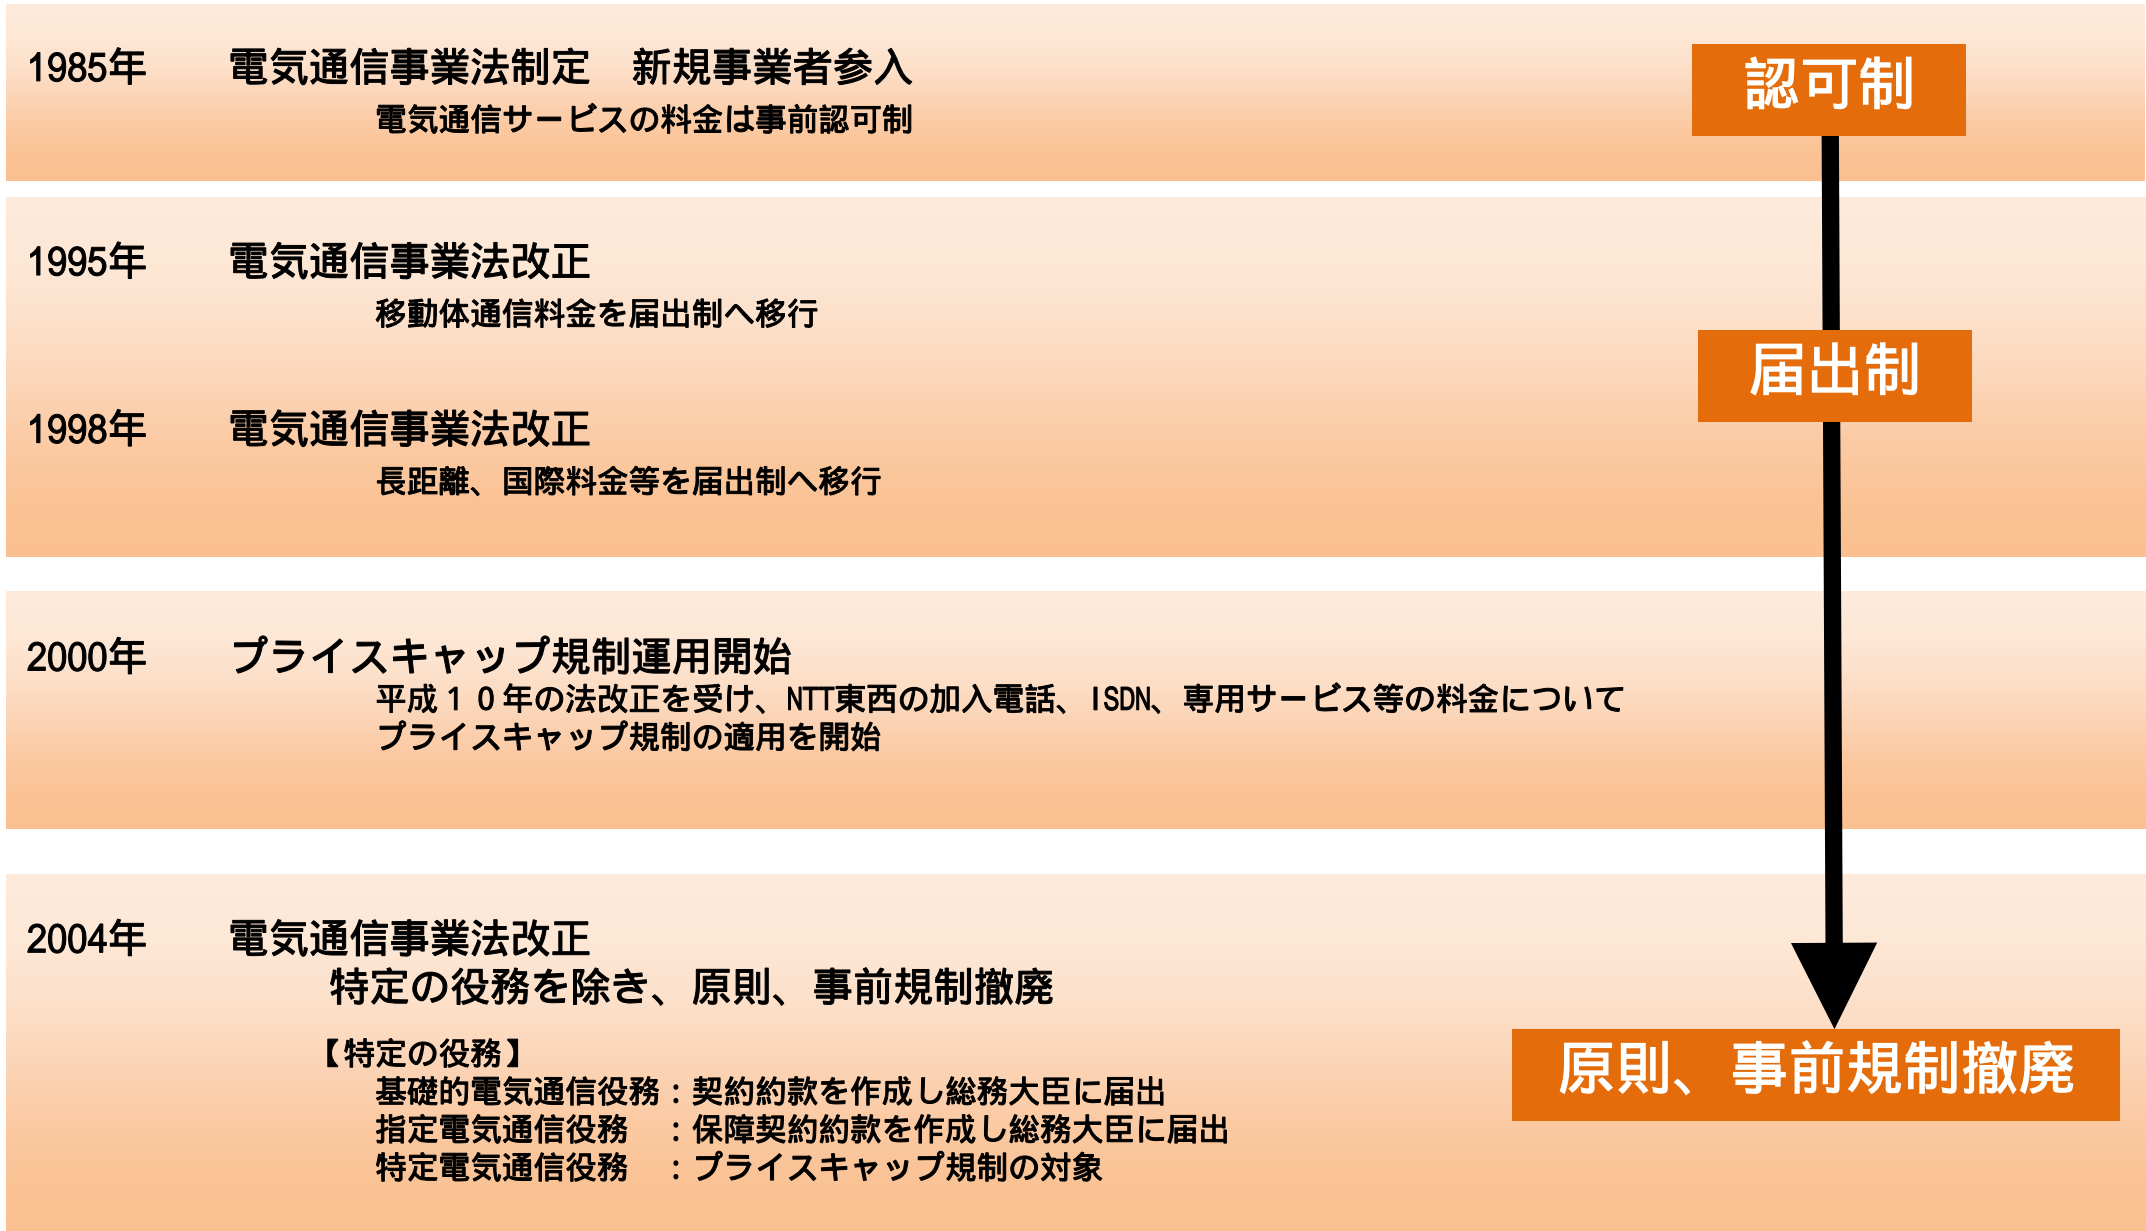 1985年 電気通信事業法制定　新規事業者参入
電気通信サービスの料金は事前認可制
認可制
1995年 電気通信事業法改正
移動体通信料金を届出制へ移行
届出制
1998年 電気通信事業法改正
長距離、国際料金等を届出制へ移行
2000年 プライスキャップ規制運用開始
平成１０年の法改正を受け、NTT東西の加入電話、ISDN、専用サービス等の料金について
プライスキャップ規制の適用を開始
2004年 電気通信事業法改正
特定の役務を除き、原則、事前規制撤廃
【特定の役務】
基礎的電気通信役務：契約約款を作成し総務大臣に届出
指定電気通信役務　：保障契約約款を作成し総務大臣に届出
特定電気通信役務　：プライスキャップ規制の対象
原則、事前規制撤廃